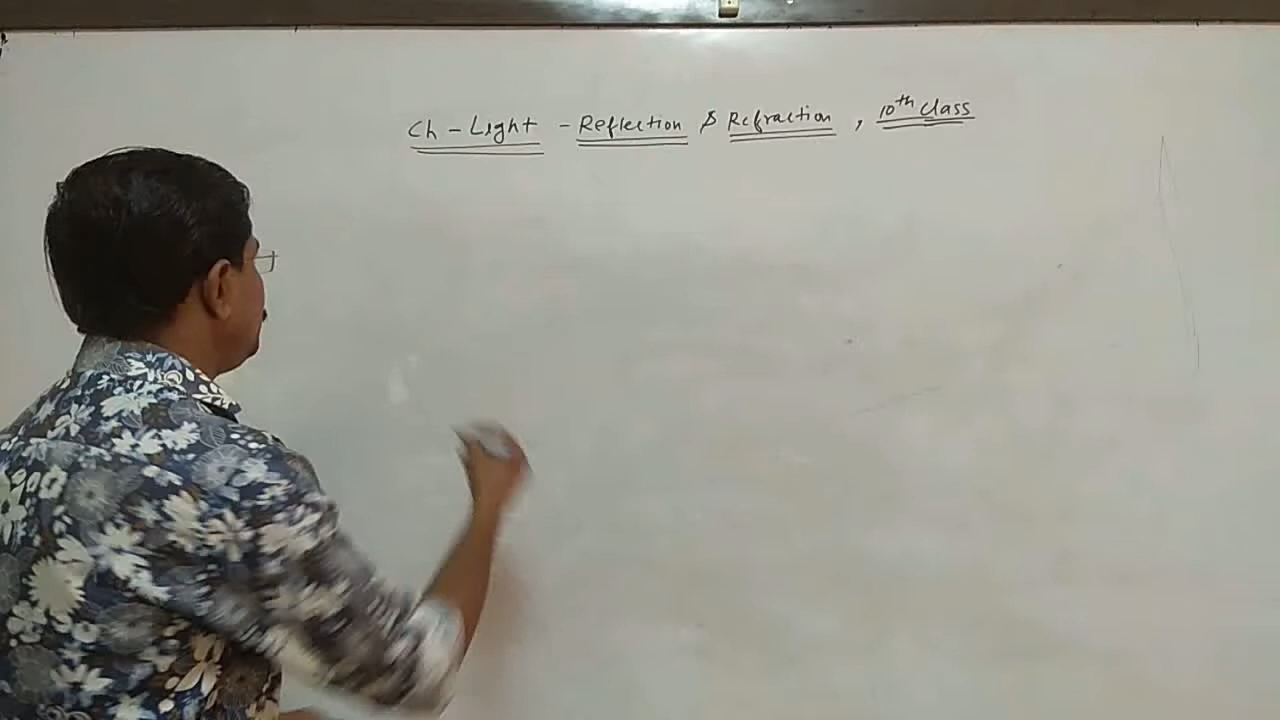 Ch - Light - Reflection & Refraction, 10th Class